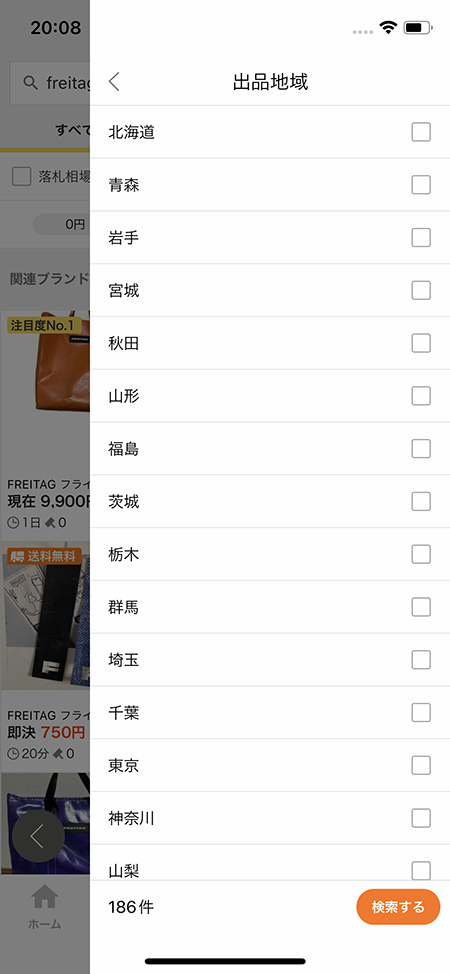 20:08
出品地域
freitag
すべて
落札相場
0円
関連ブランド
注目度No.1
FREITAG フライ
現在 9,900円
1日 0
送料無料
F
FREITAG フライ
即決 750円
20分 0
ホーム
北海道
青森
岩手
宮城
秋田
山形
福島
茨城
栃木
群馬
埼玉
千葉
東京
神奈川
山梨
186件
検索する